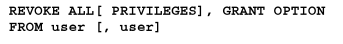 REVOKE ALL[ PRIVILEGES], GRANT OPTION
FROM user [, user]